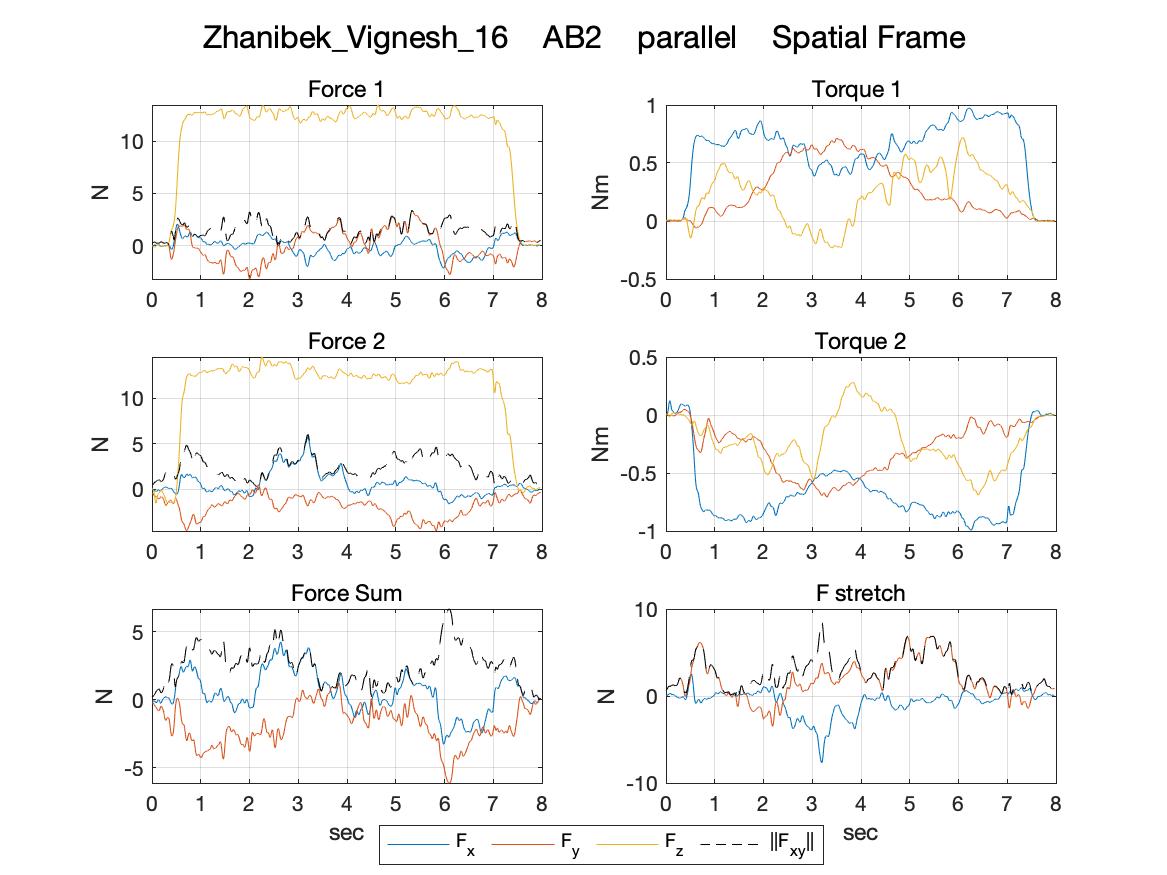 Zhanibek_Vignesh_16 AB2 parallel Spatial Frame
Force 1
N
10
5
0
0 1 2 3 4 5 6 7 8
Torque 1
Nm
1
0.5
0
-0.5
0 1 2 3 4 5 6 7 8
Force 2
N
10
5
0
0 1 2 3 4 5 6 7 8
Torque 2
Nm
0.5
0
-0.5
-1
0 1 2 3 4 5 6 7 8
Force Sum
N
5
0
-5
0 1 2 3 4 5 6 7 8
sec
F stretch
N
10
0
-10
0 1 2 3 4 5 6 7 8
sec
F_x F_y F_z ||F_xy||